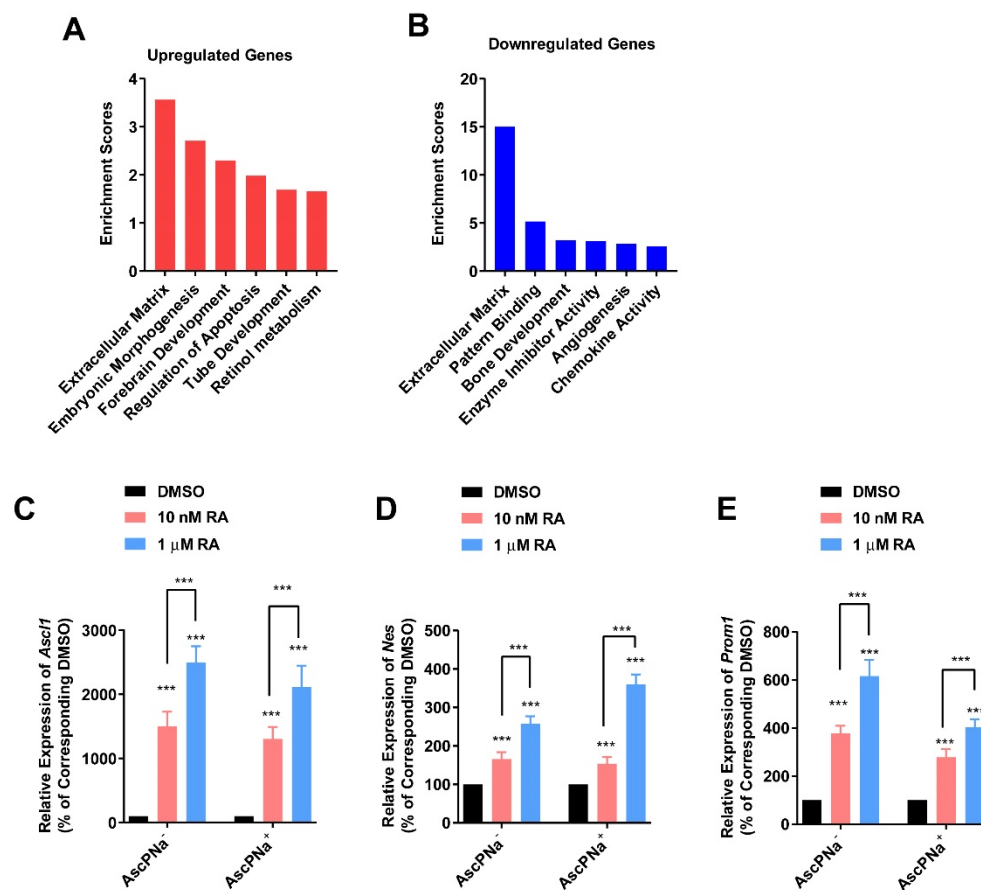 A
Upregulated Genes
Enrichment Scores
4
3
2
1
0
Extracellular Matrix
Embryonic Morphogenesis
Forebrain Development
Regulation of Apoptosis
Tube Development
Retinol metabolism
B
Downregulated Genes
Enrichment Scores
20
15
10
5
0
Extracellular Matrix
Pattern Binding
Bone Development
Enzyme Inhibitor Activity
Angiogenesis
Chemokine Activity
C
DMSO
10 nM RA
1 μM RA
Relative Expression of Ascl1
(% of Corresponding DMSO)
3000
2000
1000
0
***
***
***
***
***
***
AscPNa-
AscPNa+
D
DMSO
10 nM RA
1 μM RA
Relative Expression of Nes
(% of Corresponding DMSO)
500
400
300
200
100
0
***
***
***
***
***
***
AscPNa-
AscPNa+
E
DMSO
10 nM RA
1 μM RA
Relative Expression of Prom1
(% of Corresponding DMSO)
800
600
400
200
0
***
***
***
***
***
***
AscPNa-
AscPNa+